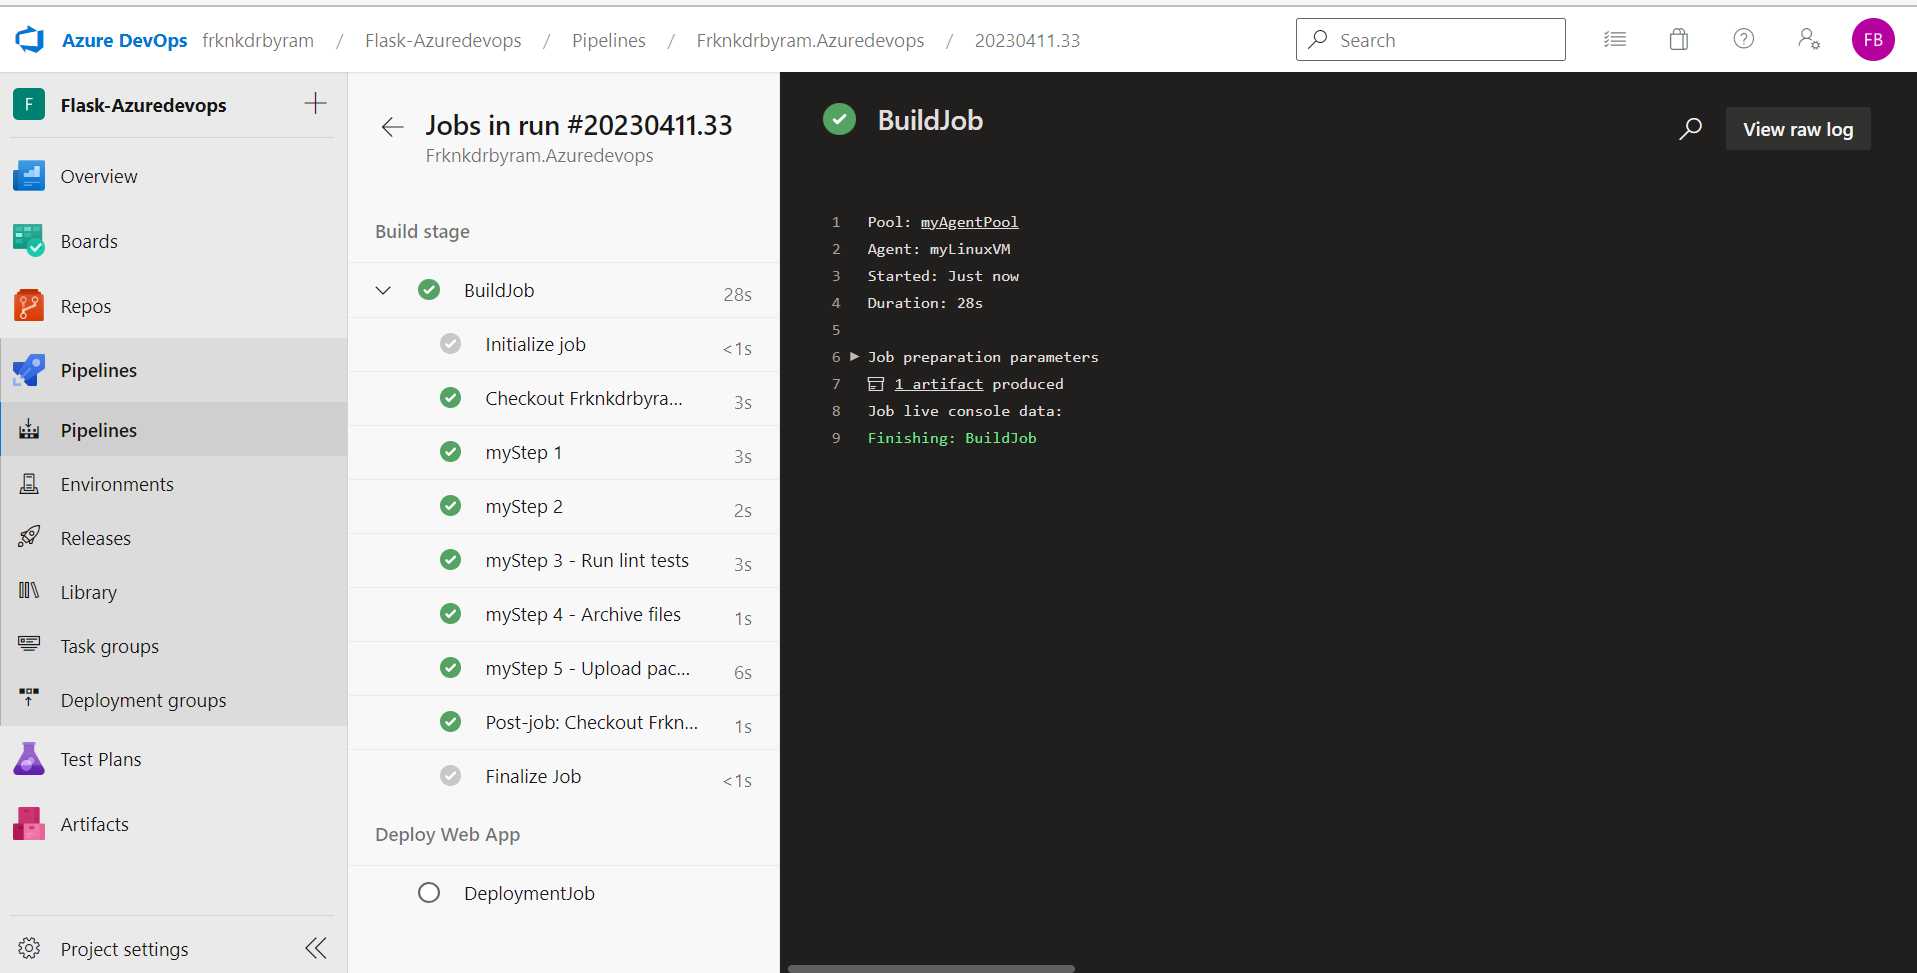 Azure DevOps frknkdrbyram / Flask-Azuredevops / Pipelines / Frknkdrbyram.Azuredevops / 20230411.33
Search
FB
F Flask-Azuredevops
Overview
Boards
Repos
Pipelines
Pipelines
Environments
Releases
Library
Task groups
Deployment groups
Test Plans
Artifacts
Project settings
Jobs in run #20230411.33
Frknkdrbyram.Azuredevops
Build stage
BuildJob 28s
Initialize job <1s
Checkout Frknkdrbyra... 3s
myStep 1 3s
myStep 2 2s
myStep 3 - Run lint tests 3s
myStep 4 - Archive files 1s
myStep 5 - Upload pac... 6s
Post-job: Checkout Frkn... 1s
Finalize Job <1s
Deploy Web App
DeploymentJob
BuildJob
View raw log
1 Pool: myAgentPool
2 Agent: myLinuxVM
3 Started: Just now
4 Duration: 28s
5
6 Job preparation parameters
7 1 artifact produced
8 Job live console data:
9 Finishing: BuildJob